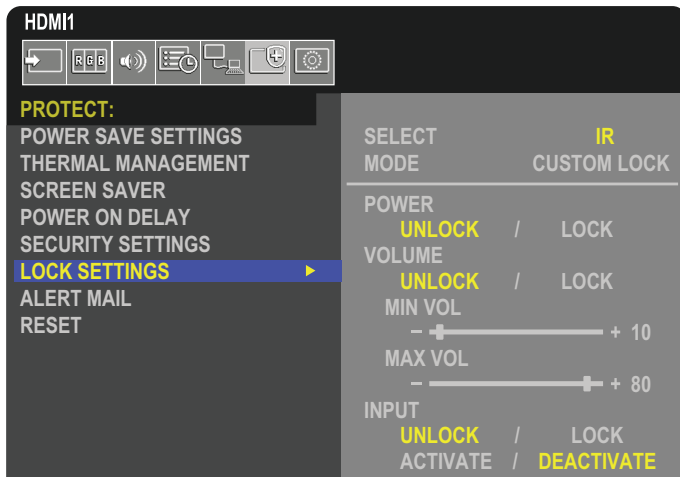 HDMI1
RGB
PROTECT:
POWER SAVE SETTINGS
THERMAL MANAGEMENT
SCREEN SAVER
POWER ON DELAY
SECURITY SETTINGS
LOCK SETTINGS
ALERT MAIL
RESET
SELECT IR
MODE CUSTOM LOCK
POWER
UNLOCK / LOCK
VOLUME
UNLOCK / LOCK
MIN VOL
− + 10
MAX VOL
− + 80
INPUT
UNLOCK / LOCK
ACTIVATE / DEACTIVATE